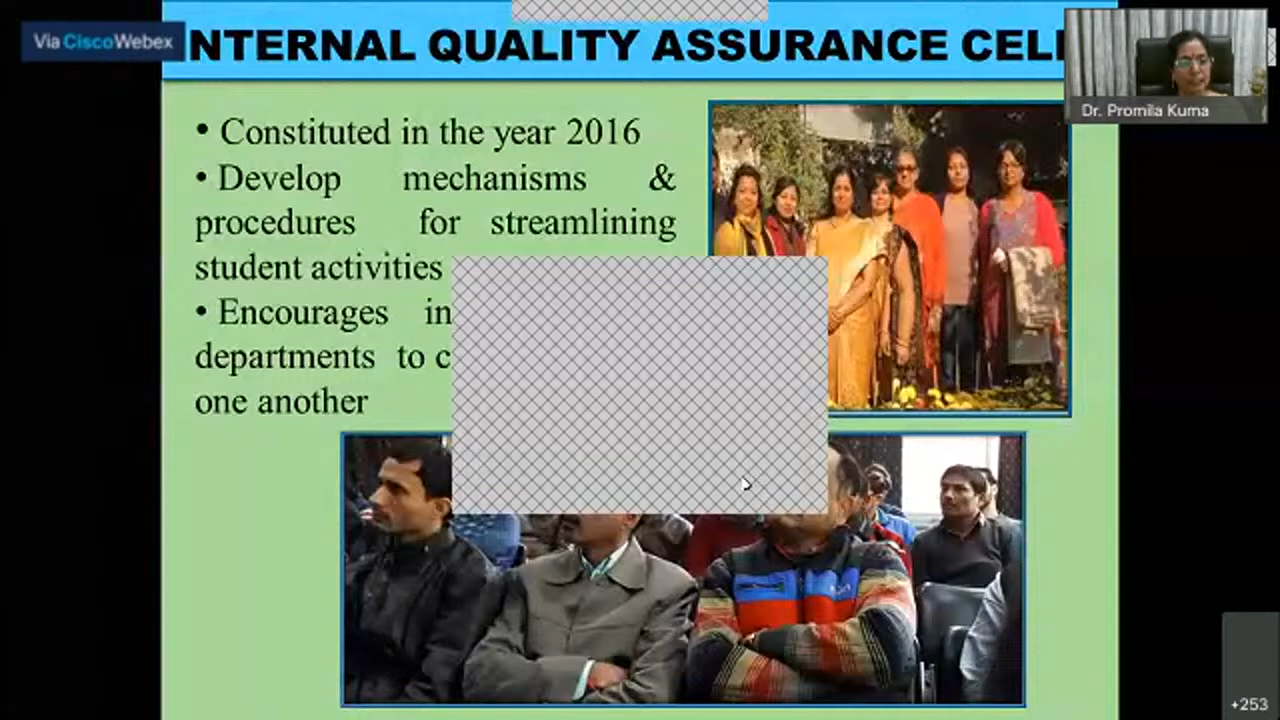 Via CiscoWebex
NTERNAL QUALITY ASSURANCE CELL
Dr. Promila Kuma
• Constituted in the year 2016
• Develop mechanisms &
procedures for streamlining
student activities
• Encourages in
departments to c
one another
+253